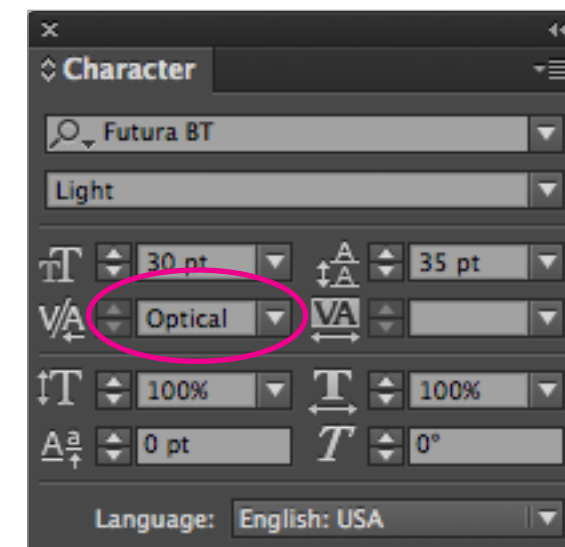 Character
Futura BT
Light
30 pt 35 pt
Optical
100% 100%
0 pt 0°
Language: English: USA